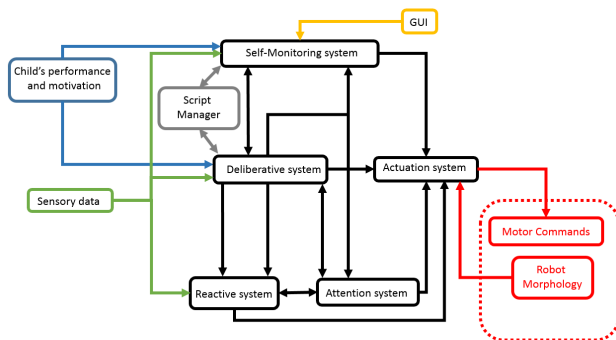 GUI
Self-Monitoring system
Child's performance
and motivation
Script
Manager
Deliberative system
Actuation system
Sensory data
Motor Commands
Robot
Morphology
Reactive system
Attention system